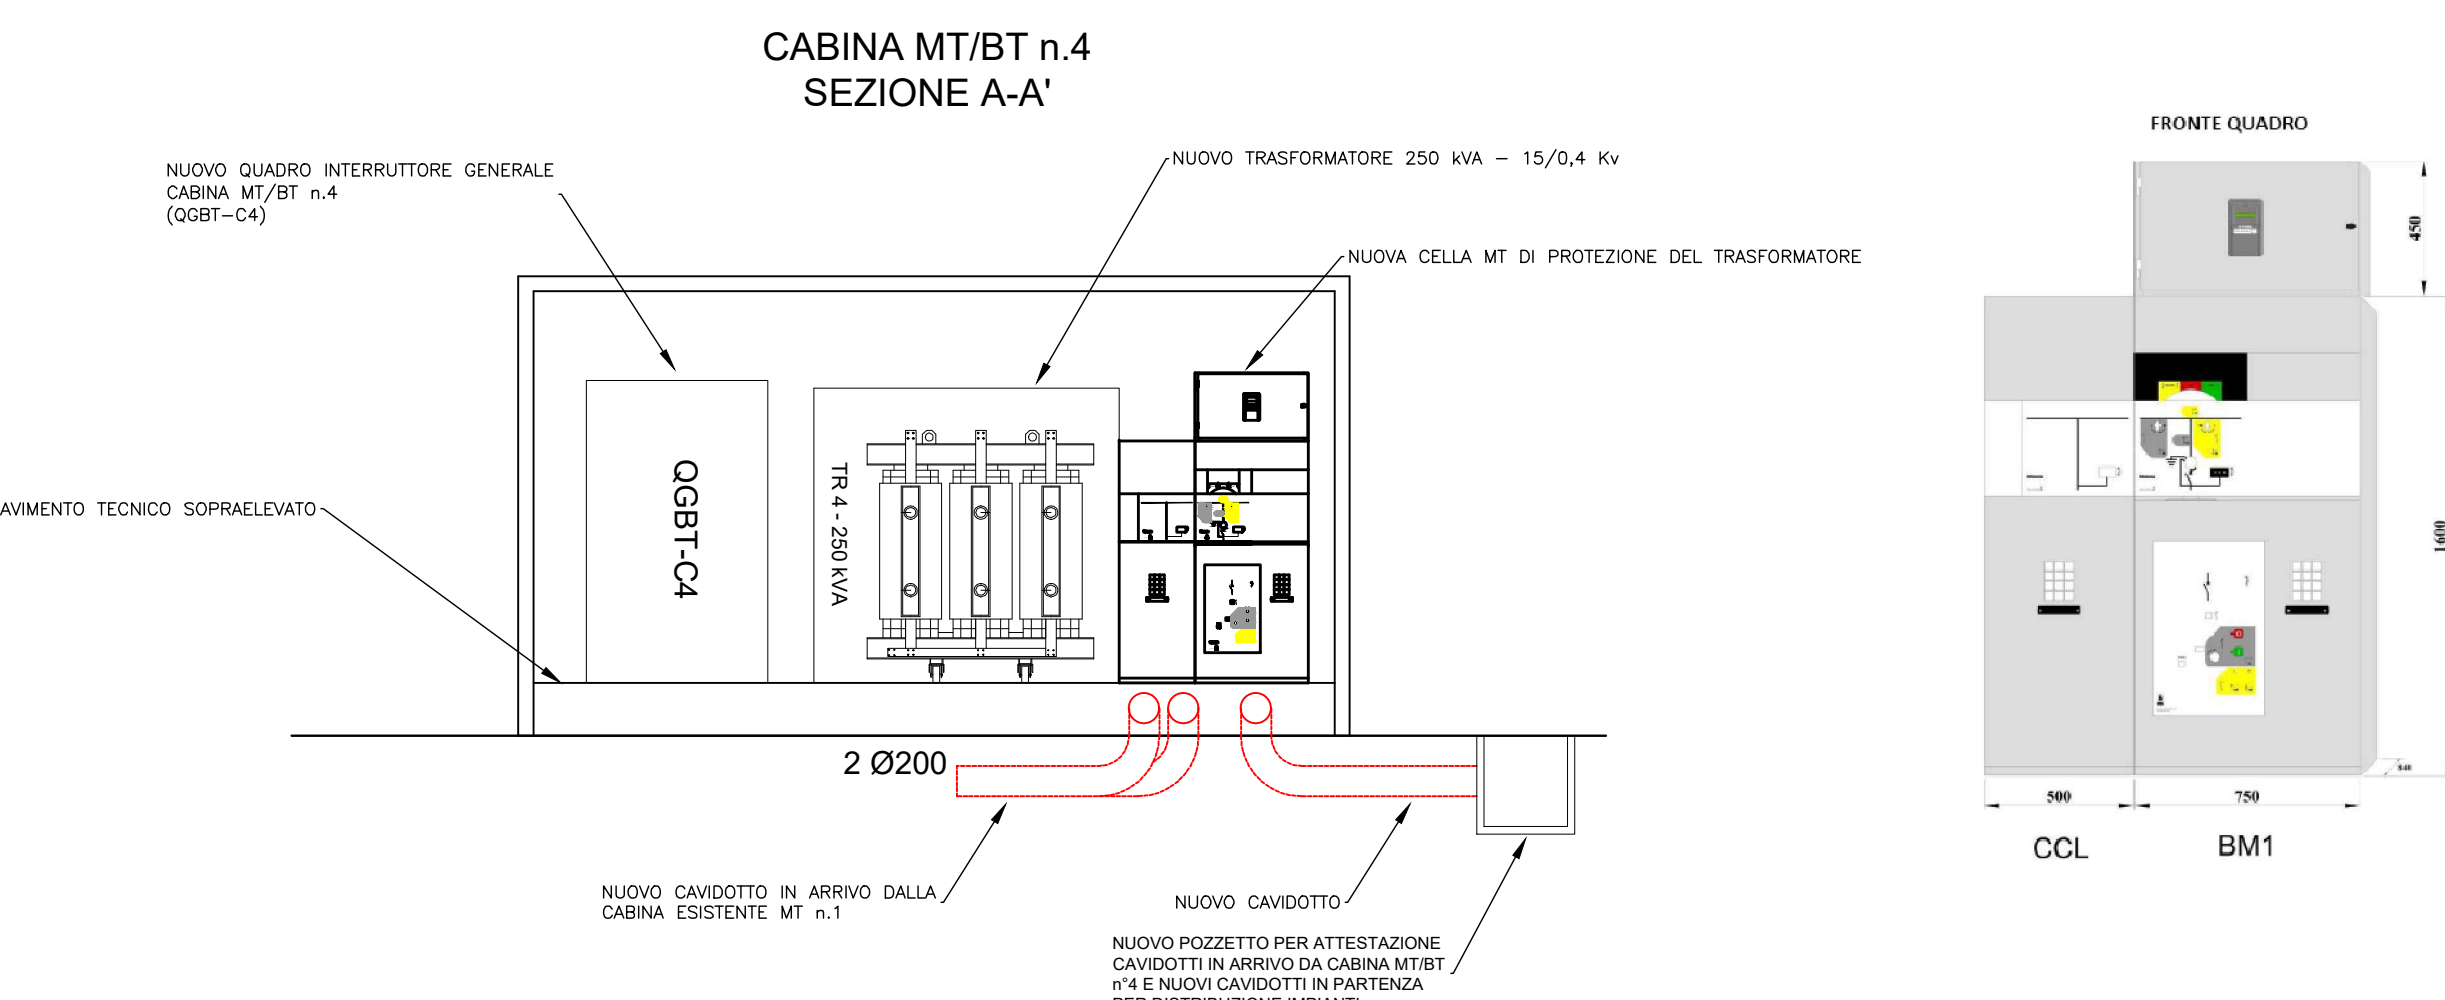 CABINA MT/BT n.4
SEZIONE A-A'
FRONTE QUADRO
NUOVO QUADRO INTERRUTTORE GENERALE
CABINA MT/BT n.4
(QGBT-C4)
NUOVO TRASFORMATORE 250 kVA - 15/0,4 Kv
NUOVA CELLA MT DI PROTEZIONE DEL TRASFORMATORE
450
QGBT-C4
TR 4 - 250 kVA
AVIMENTO TECNICO SOPRAELEVATO
1600
840
2 Ø200
500
750
CCL
BM1
NUOVO CAVIDOTTO IN ARRIVO DALLA
CABINA ESISTENTE MT n.1
NUOVO CAVIDOTTO
NUOVO POZZETTO PER ATTESTAZIONE
CAVIDOTTI IN ARRIVO DA CABINA MT/BT
n°4 E NUOVI CAVIDOTTI IN PARTENZA
PER DISTRIBUZIONE IMPIANTI